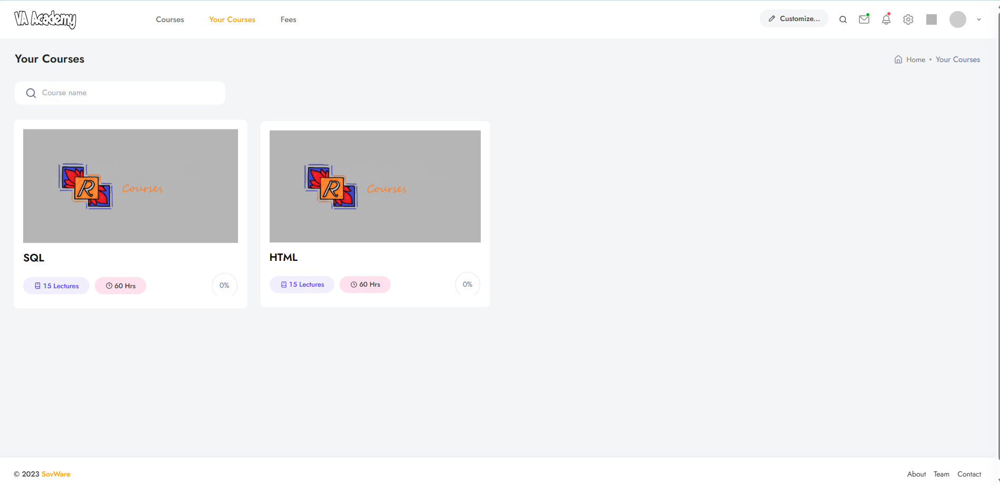 VA Academy
Courses
Your Courses
Fees
Customize...
Your Courses
Home • Your Courses
Course name
R Courses
SQL
15 Lectures
60 Hrs
0%
R Courses
HTML
15 Lectures
60 Hrs
0%
© 2023 SovWare
About
Team
Contact